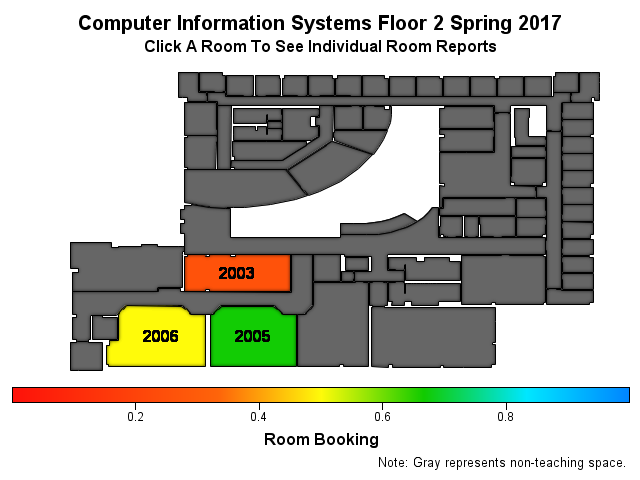 Computer Information Systems Floor 2 Spring 2017
Click A Room To See Individual Room Reports
2003
2006
2005
0.2
0.4
0.6
0.8
Room Booking
Note: Gray represents non-teaching space.